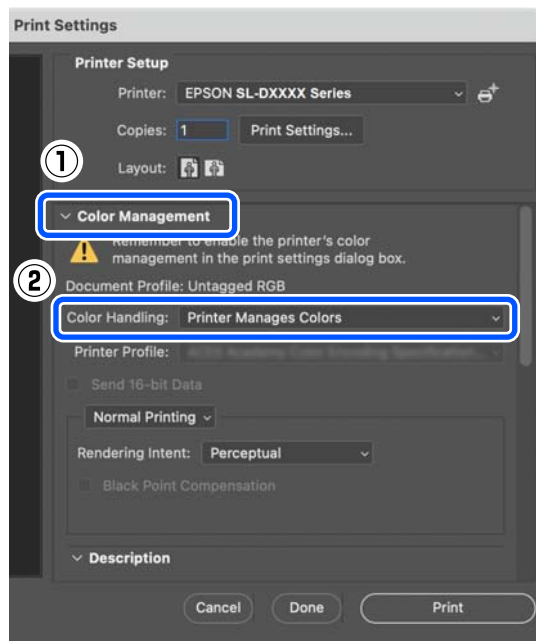 Print Settings
Printer Setup
Printer: EPSON SL-DXXXX Series
Copies: 1 Print Settings...
①
Layout:
Color Management
Remember to enable the printer's color
management in the print settings dialog box.
②
Document Profile: Untagged RGB
Color Handling: Printer Manages Colors
Printer Profile:
Send 16-bit Data
Normal Printing
Rendering Intent: Perceptual
Black Point Compensation
Description
Cancel Done Print